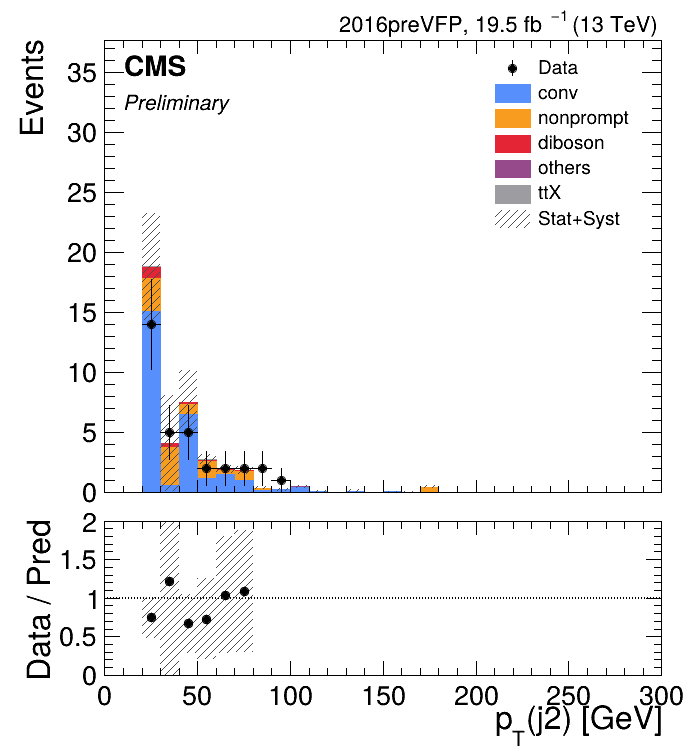 2016preVFP, 19.5 fb⁻¹ (13 TeV)
CMS
Preliminary
Events
35
30
25
20
15
10
5
0
Data
conv
nonprompt
diboson
others
ttX
Stat+Syst
Data / Pred
2
1.5
1
0.5
0
0 50 100 150 200 250 300
p_T(j2) [GeV]